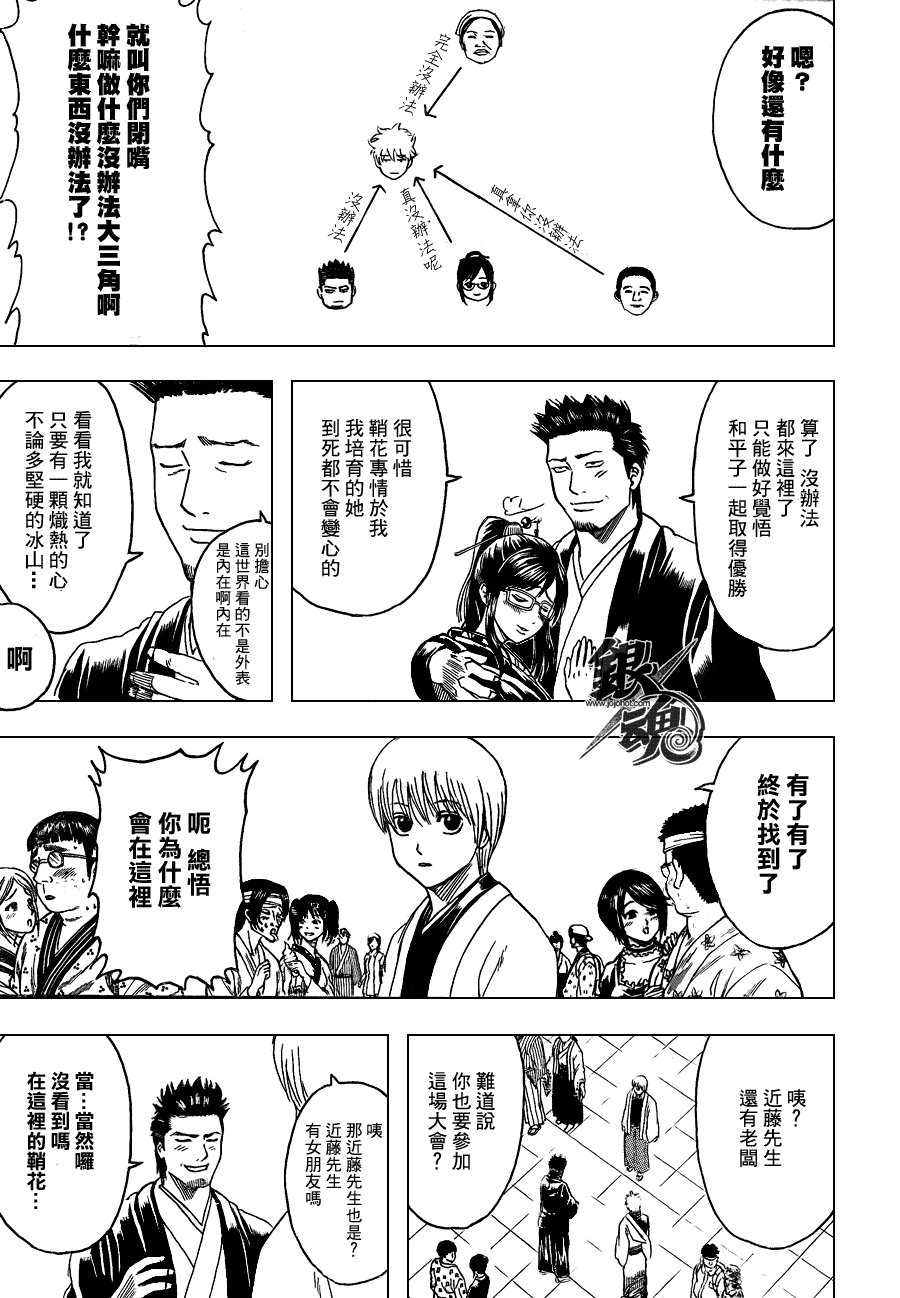 嗯？
好像還有什麼
完全沒辦法
真拿你沒辦法
真沒辦法呢
沒辦法
就叫你們閉嘴
幹嘛做什麼沒辦法大三角啊
什麼東西沒辦法了!?
算了 沒辦法
都來這裡了
只能做好覺悟
和平子一起取得優勝
很可惜
鞘花專情於我
我培育的她
到死都不會變心的
別擔心
這世界看的不是外表
是內在啊內在
看看我就知道了
只要有一顆熾熱的心
不論多堅硬的冰山…
啊
銀魂
www.jojohot.com
有了有了
終於找到了
呃 總悟
你為什麼
會在這裡
咦？
近藤先生
還有老闆
難道說
你也要參加
這場大會？
咦
那近藤先生也是？
近藤先生
有女朋友嗎
當…當然囉
沒看到嗎
在這裡的鞘花…